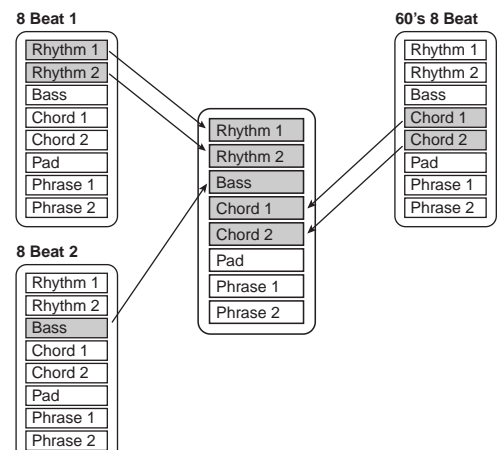 8 Beat 1
Rhythm 1
Rhythm 2
Bass
Chord 1
Chord 2
Pad
Phrase 1
Phrase 2
8 Beat 2
Rhythm 1
Rhythm 2
Bass
Chord 1
Chord 2
Pad
Phrase 1
Phrase 2
Rhythm 1
Rhythm 2
Bass
Chord 1
Chord 2
Pad
Phrase 1
Phrase 2
60's 8 Beat
Rhythm 1
Rhythm 2
Bass
Chord 1
Chord 2
Pad
Phrase 1
Phrase 2